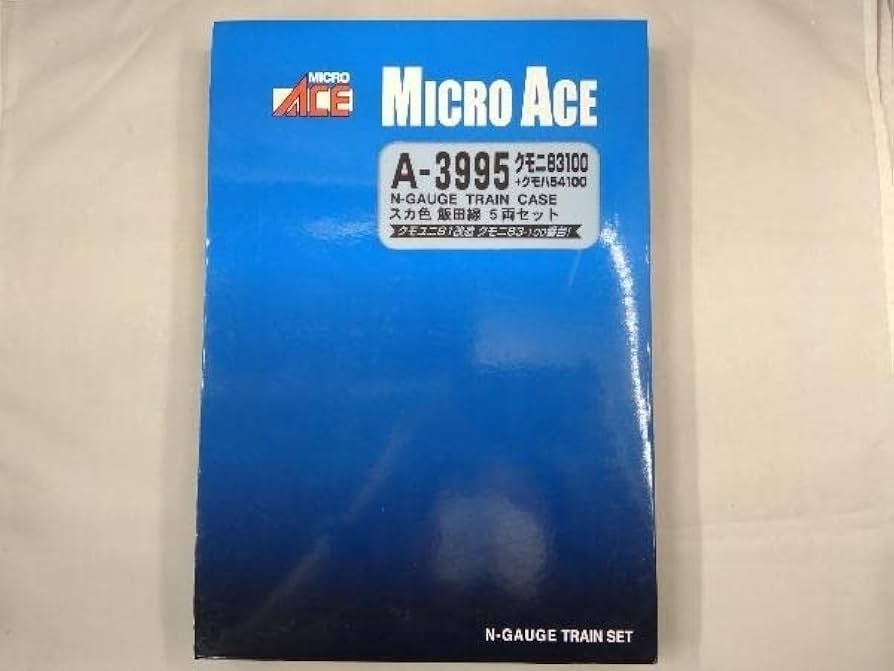 MICRO
ACE
MICRO ACE
A-3995 クモニ83100
+クモハ54100
N-GAUGE TRAIN CASE
スカ色 飯田線 5両セット
クモユニ81改造 クモニ83-100番台!
N-GAUGE TRAIN SET